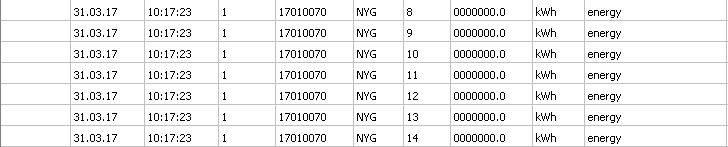 31.03.17 10:17:23 1 17010070 NYG 8 0000000.0 kWh energy
31.03.17 10:17:23 1 17010070 NYG 9 0000000.0 kWh energy
31.03.17 10:17:23 1 17010070 NYG 10 0000000.0 kWh energy
31.03.17 10:17:23 1 17010070 NYG 11 0000000.0 kWh energy
31.03.17 10:17:23 1 17010070 NYG 12 0000000.0 kWh energy
31.03.17 10:17:23 1 17010070 NYG 13 0000000.0 kWh energy
31.03.17 10:17:23 1 17010070 NYG 14 0000000.0 kWh energy